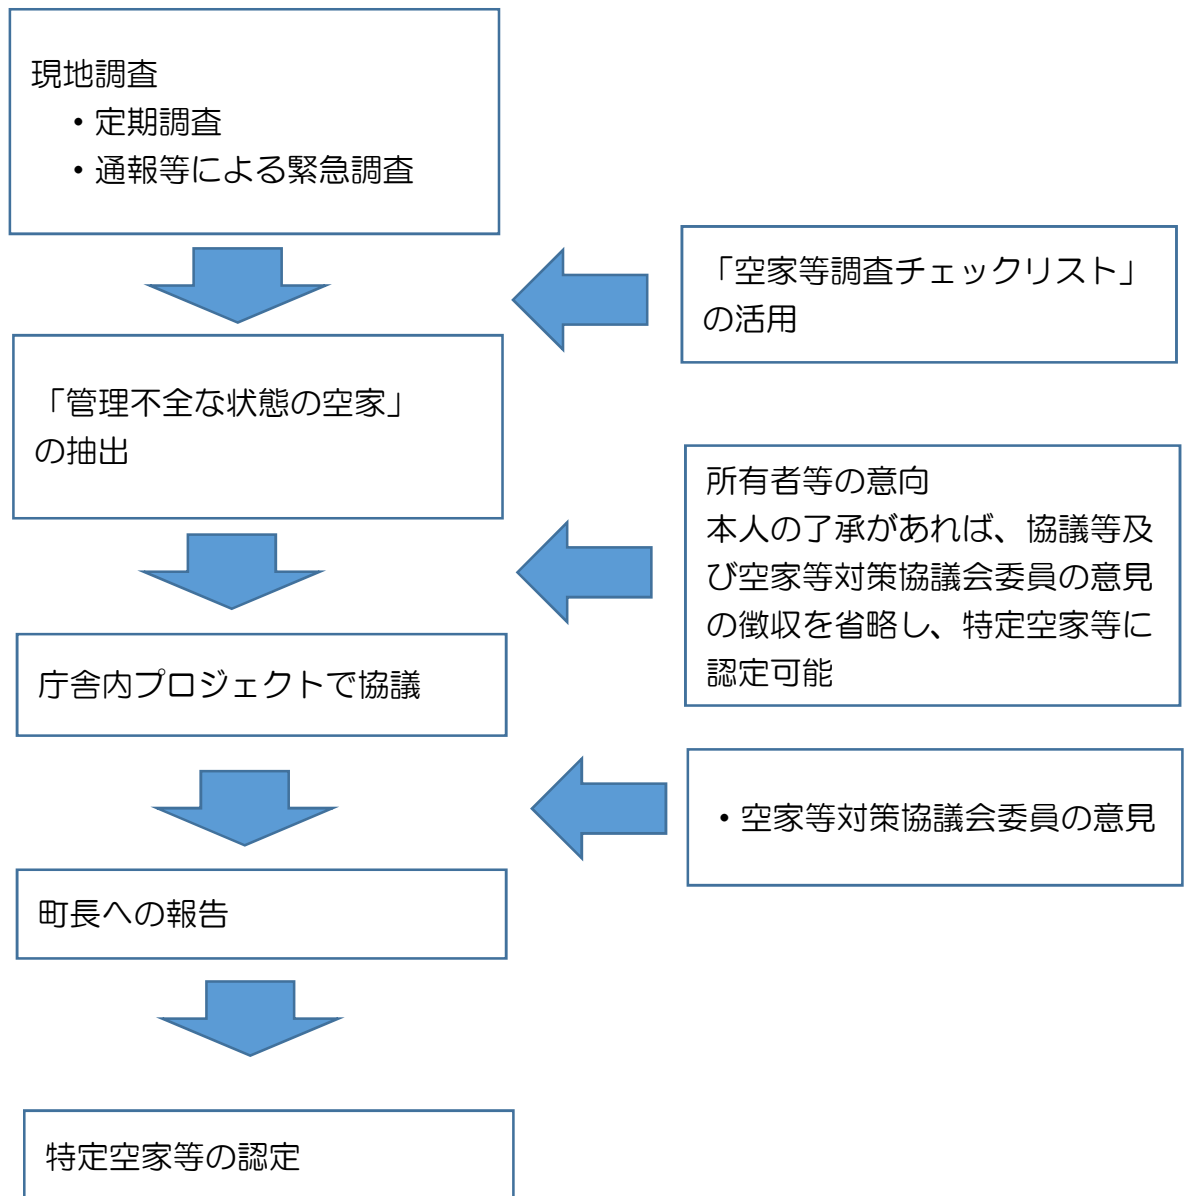 現地調査
・定期調査
・通報等による緊急調査
「空家等調査チェックリスト」
の活用
「管理不全な状態の空家」
の抽出
所有者等の意向
本人の了承があれば、協議等及
び空家等対策協議会委員の意見
の徴収を省略し、特定空家等に
認定可能
庁舎内プロジェクトで協議
・空家等対策協議会委員の意見
町長への報告
特定空家等の認定